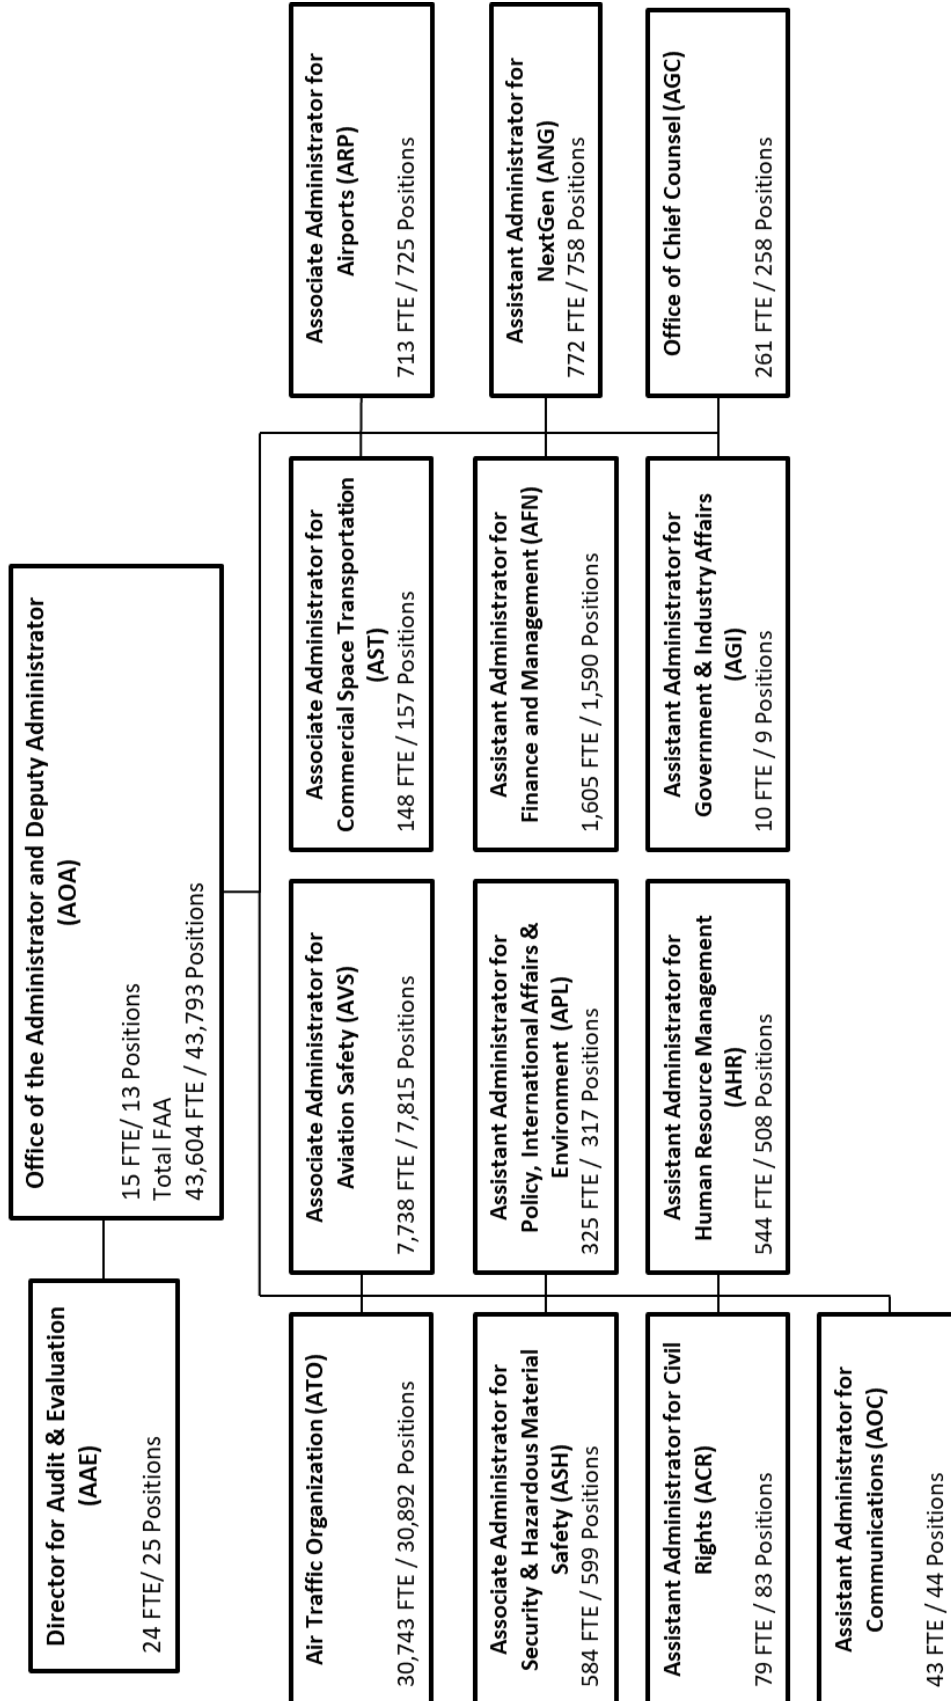 Office of the Administrator and Deputy Administrator
(AOA)
15 FTE/ 13 Positions
Total FAA
43,604 FTE / 43,793 Positions
Director for Audit & Evaluation
(AAE)
24 FTE/ 25 Positions
Air Traffic Organization (ATO)
30,743 FTE / 30,892 Positions
Associate Administrator for
Aviation Safety (AVS)
7,738 FTE / 7,815 Positions
Associate Administrator for
Commercial Space Transportation
(AST)
148 FTE / 157 Positions
Associate Administrator for
Airports (ARP)
713 FTE / 725 Positions
Associate Administrator for
Security & Hazardous Material
Safety (ASH)
584 FTE / 599 Positions
Assistant Administrator for
Policy, International Affairs &
Environment (APL)
325 FTE / 317 Positions
Assistant Administrator for
Finance and Management (AFN)
1,605 FTE / 1,590 Positions
Assistant Administrator for
NextGen (ANG)
772 FTE / 758 Positions
Assistant Administrator for Civil
Rights (ACR)
79 FTE / 83 Positions
Assistant Administrator for
Human Resource Management
(AHR)
544 FTE / 508 Positions
Assistant Administrator for
Government & Industry Affairs
(AGI)
10 FTE / 9 Positions
Office of Chief Counsel (AGC)
261 FTE / 258 Positions
Assistant Administrator for
Communications (AOC)
43 FTE / 44 Positions